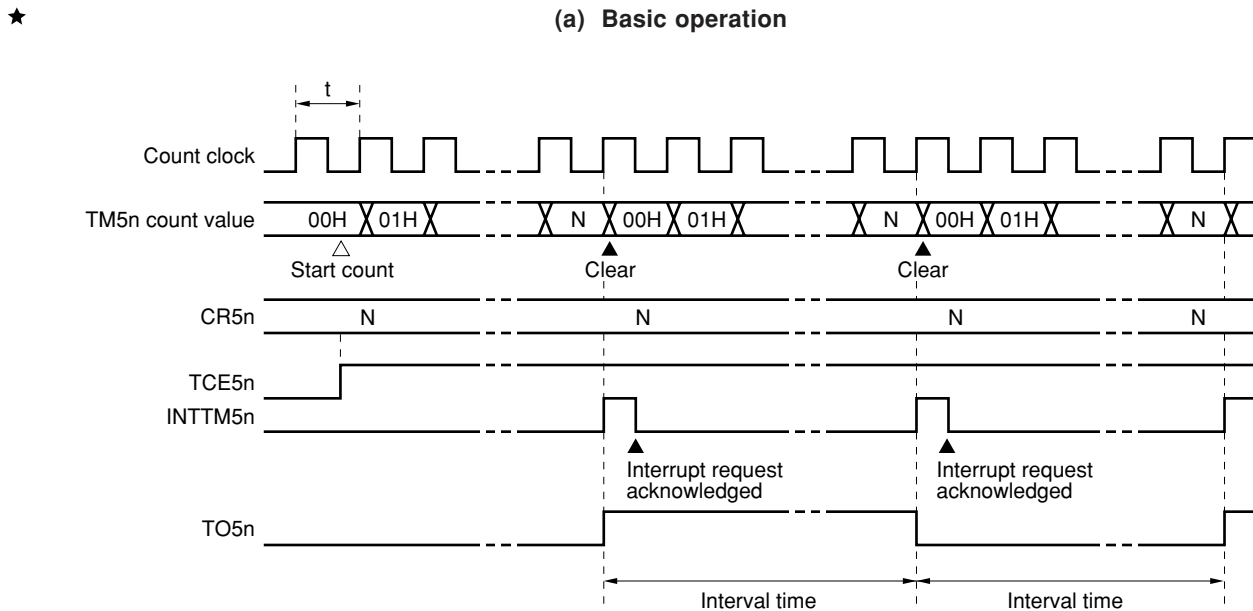 ★
(a) Basic operation
t
Count clock
TM5n count value
00H 01H N 00H 01H N 00H 01H N
Start count Clear Clear
CR5n
N N N N
TCE5n
INTTM5n
Interrupt request
acknowledged
Interrupt request
acknowledged
TO5n
Interval time Interval time